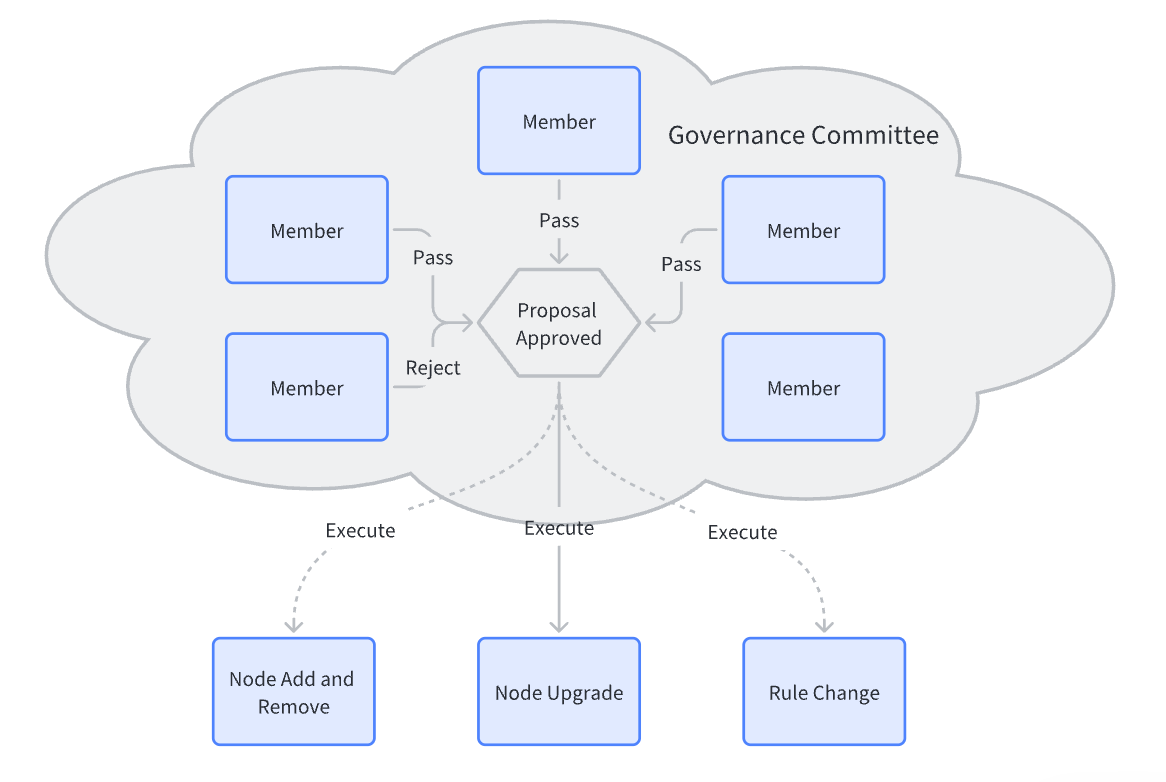 Member
Governance Committee
Member
Member
Pass
Pass
Pass
Proposal
Approved
Member
Reject
Member
Execute
Execute
Execute
Node Add and
Remove
Node Upgrade
Rule Change